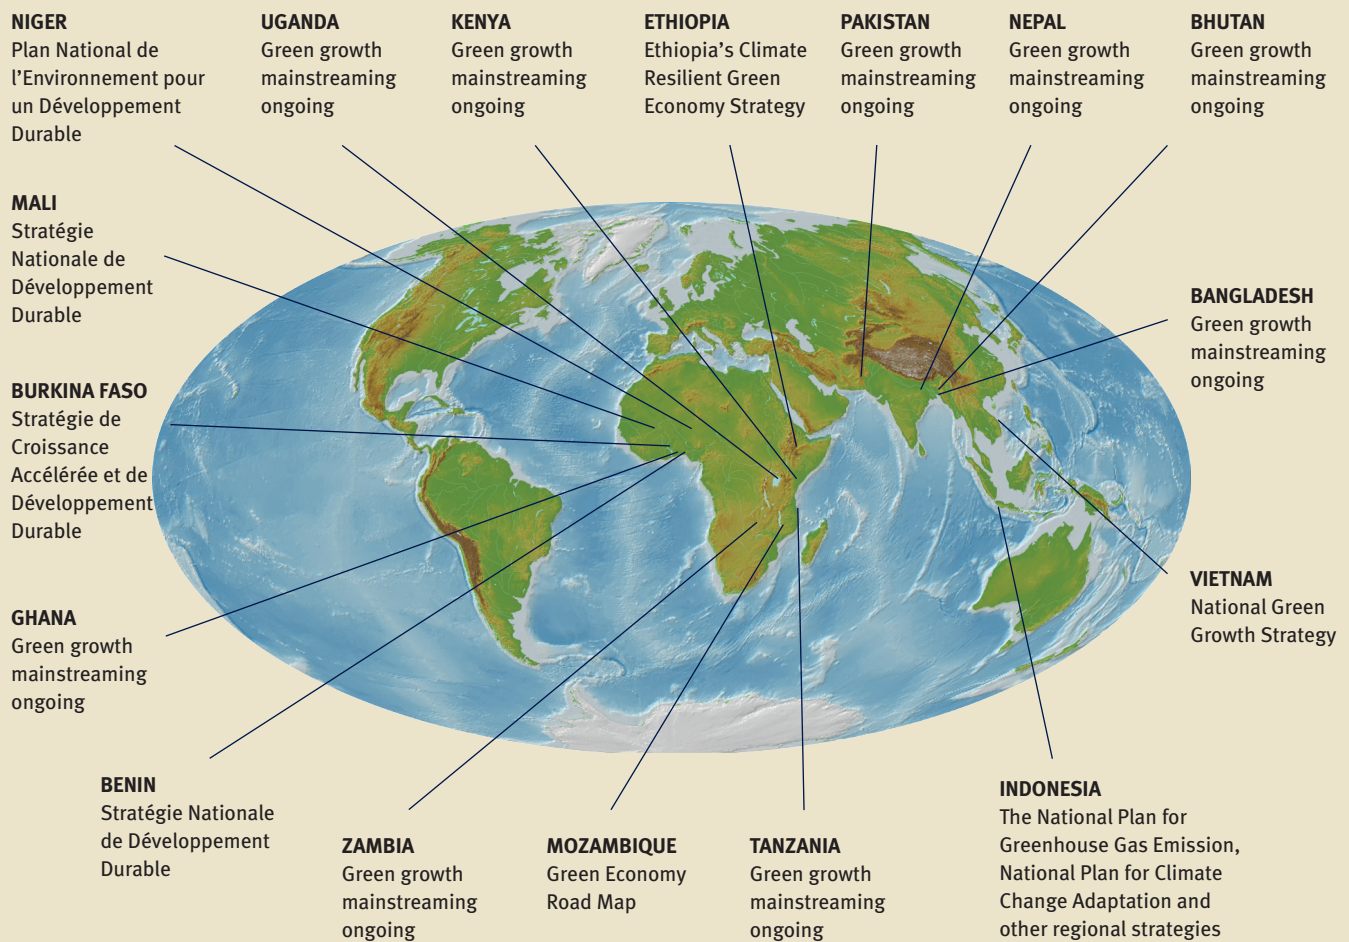 NIGER
Plan National de
l’Environnement pour
un Développement
Durable
UGANDA
Green growth
mainstreaming
ongoing
KENYA
Green growth
mainstreaming
ongoing
ETHIOPIA
Ethiopia’s Climate
Resilient Green
Economy Strategy
PAKISTAN
Green growth
mainstreaming
ongoing
NEPAL
Green growth
mainstreaming
ongoing
BHUTAN
Green growth
mainstreaming
ongoing
MALI
Stratégie
Nationale de
Développement
Durable
BANGLADESH
Green growth
mainstreaming
ongoing
BURKINA FASO
Stratégie de
Croissance
Accélérée et de
Développement
Durable
VIETNAM
National Green
Growth Strategy
GHANA
Green growth
mainstreaming
ongoing
BENIN
Stratégie Nationale
de Développement
Durable
ZAMBIA
Green growth
mainstreaming
ongoing
MOZAMBIQUE
Green Economy
Road Map
TANZANIA
Green growth
mainstreaming
ongoing
INDONESIA
The National Plan for
Greenhouse Gas Emission,
National Plan for Climate
Change Adaptation and
other regional strategies